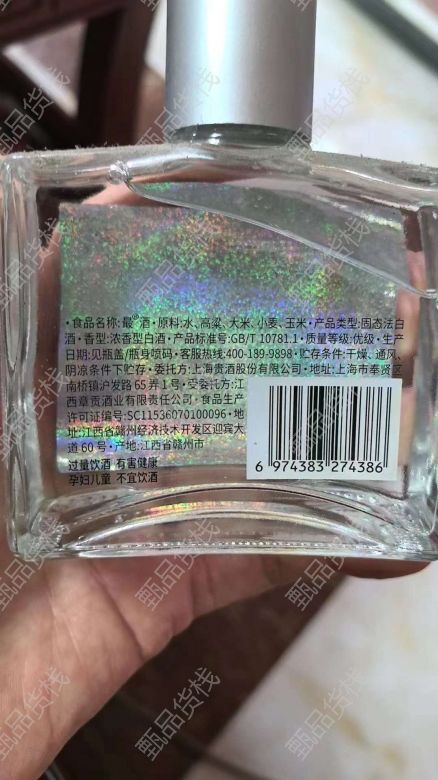 ·食品名称:最®酒·原料:水、高粱、大米、小麦、玉米·产品类型:固态法白
酒·香型:浓香型白酒·产品标准号:GB/T 10781.1·质量等级:优级·生产
日期:见瓶盖/瓶身喷码·客服热线:400-189-9898·贮存条件:干燥、通风、
阴凉条件下贮存·委托方:上海贵酒股份有限公司·地址:上海市奉贤区
南桥镇沪发路65弄1号·受委托方:江
西章贡酒业有限责任公司·食品生产
许可证编号:SC11536070100096·地
址:江西省赣州经济技术开发区迎宾大
道60号·产地:江西省赣州市
过量饮酒 有害健康
孕妇儿童 不宜饮酒
6 974383 274386
甄品货栈